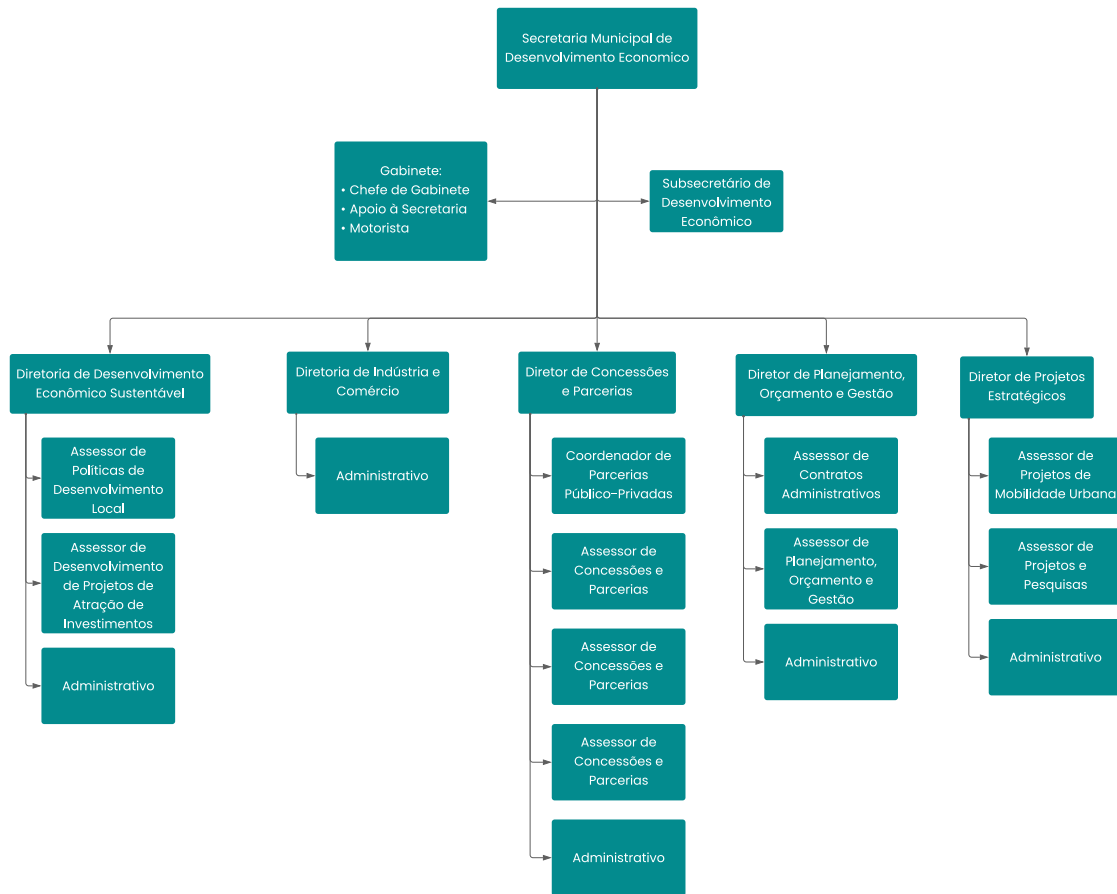 Secretaria Municipal de
Desenvolvimento Economico
Gabinete:
• Chefe de Gabinete
• Apoio à Secretaria
• Motorista
Subsecretário de
Desenvolvimento
Econômico
Diretoria de Desenvolvimento
Econômico Sustentável
Assessor de
Políticas de
Desenvolvimento
Local
Assessor de
Desenvolvimento
de Projetos de
Atração de
Investimentos
Administrativo
Diretoria de Indústria e
Comércio
Administrativo
Diretor de Concessões
e Parcerias
Coordenador de
Parcerias
Público-Privadas
Assessor de
Concessões e
Parcerias
Assessor de
Concessões e
Parcerias
Assessor de
Concessões e
Parcerias
Administrativo
Diretor de Planejamento,
Orçamento e Gestão
Assessor de
Contratos
Administrativos
Assessor de
Planejamento,
Orçamento e
Gestão
Administrativo
Diretor de Projetos
Estratégicos
Assessor de
Projetos de
Mobilidade Urbana
Assessor de
Projetos e
Pesquisas
Administrativo